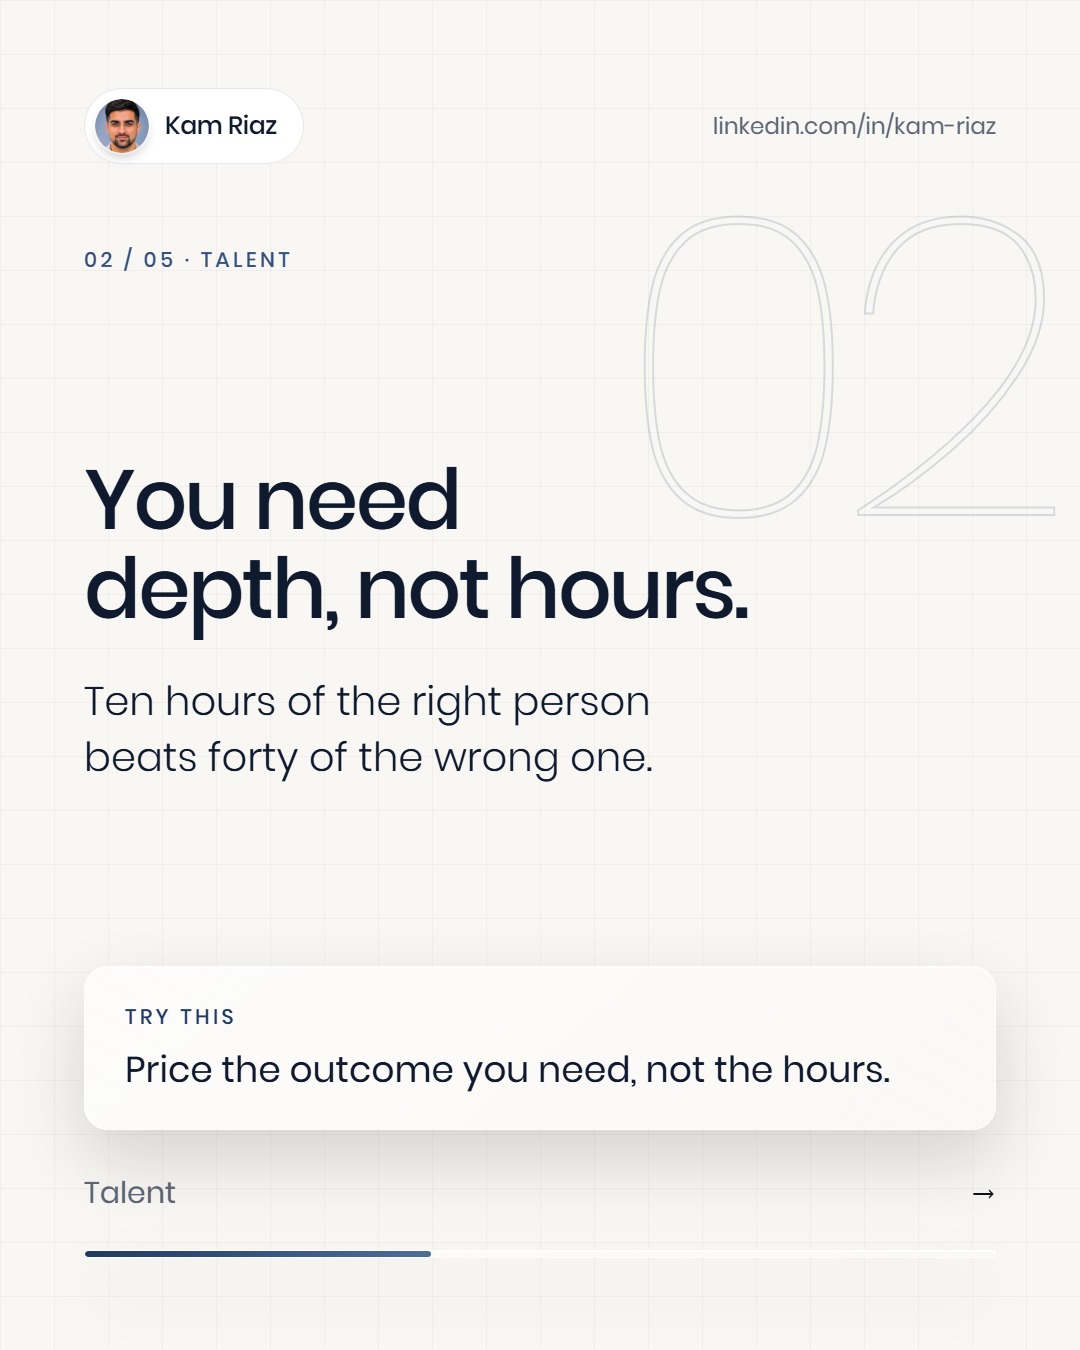 Kam Riaz
linkedin.com/in/kam-riaz
02 / 05 · TALENT
02
You need
depth, not hours.
Ten hours of the right person
beats forty of the wrong one.
TRY THIS
Price the outcome you need, not the hours.
Talent →